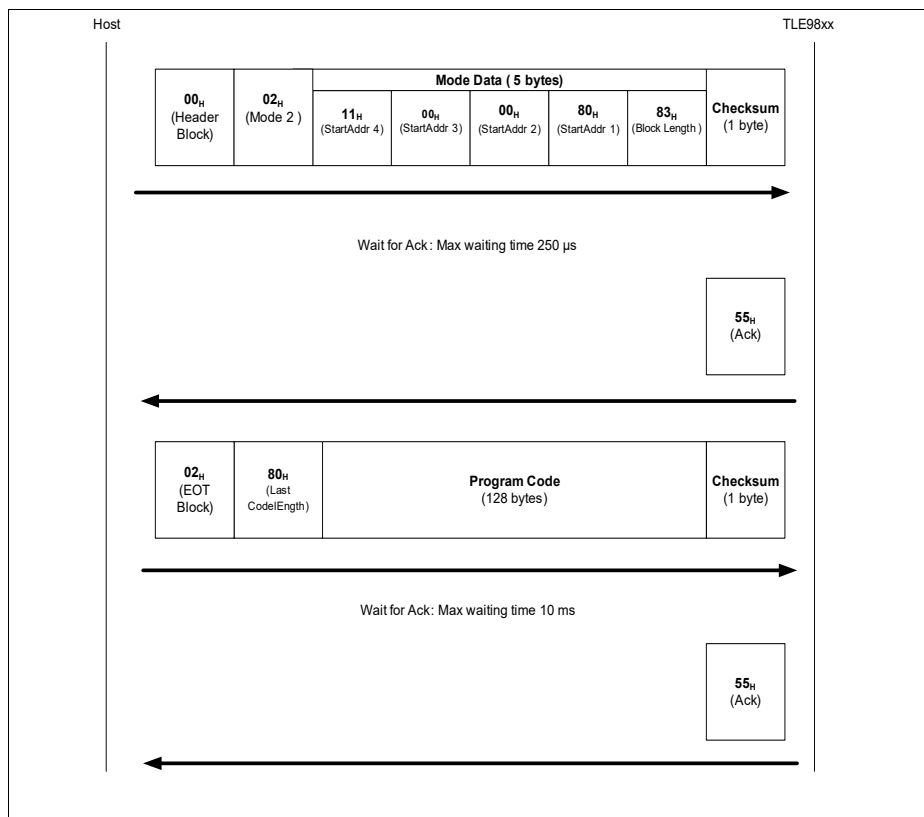 Host TLE98xx
Mode Data ( 5 bytes)
00H 02H 11H 00H 00H 80H 83H Checksum
(Header (Mode 2 ) (StartAddr 4) (StartAddr 3) (StartAddr 2) (StartAddr 1) (Block Length ) (1 byte)
Block)
Wait for Ack : Max waiting time 250 µs
55H
(Ack)
02H 80H Program Code Checksum
(EOT (Last (128 bytes) (1 byte)
Block) CodelEngth)
Wait for Ack : Max waiting time 10 ms
55H
(Ack)